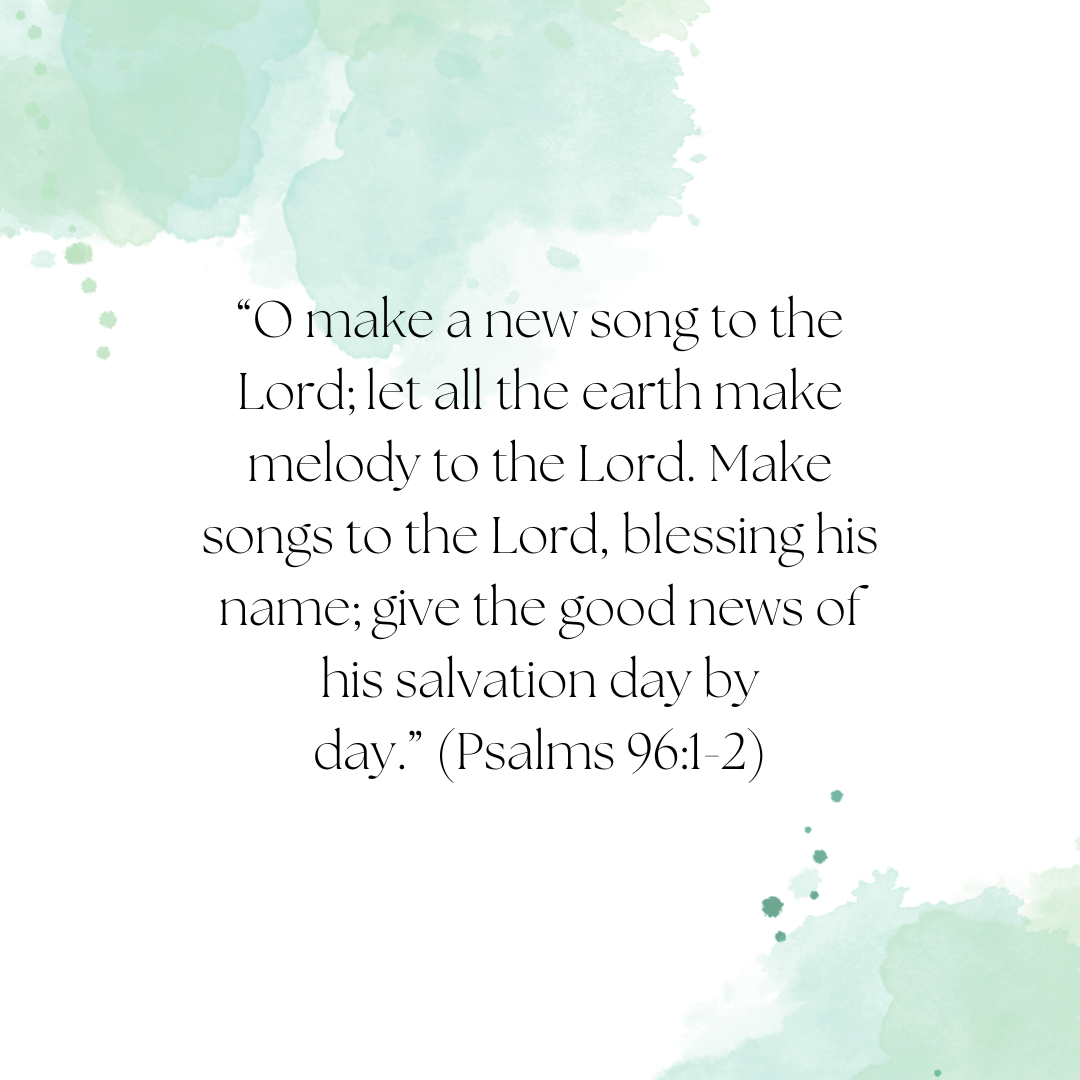 “O make a new song to the
Lord; let all the earth make
melody to the Lord. Make
songs to the Lord, blessing his
name; give the good news of
his salvation day by
day.” (Psalms 96:1-2)